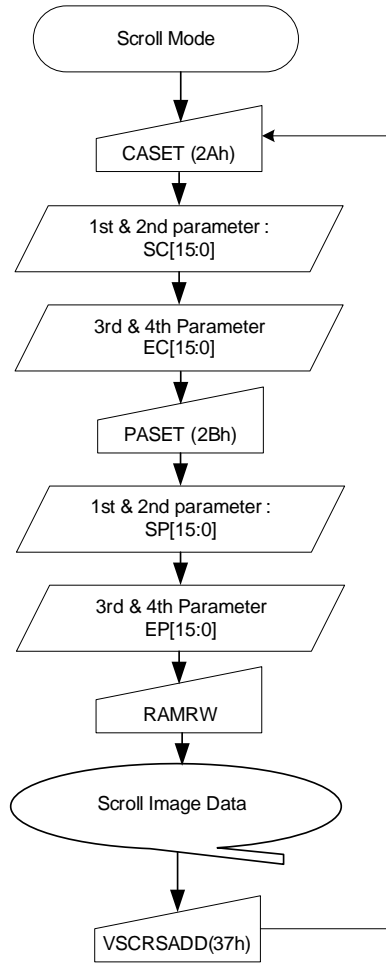 Scroll Mode
CASET (2Ah)
1st & 2nd parameter :
SC[15:0]
3rd & 4th Parameter
EC[15:0]
PASET (2Bh)
1st & 2nd parameter :
SP[15:0]
3rd & 4th Parameter
EP[15:0]
RAMRW
Scroll Image Data
VSCRSADD(37h)